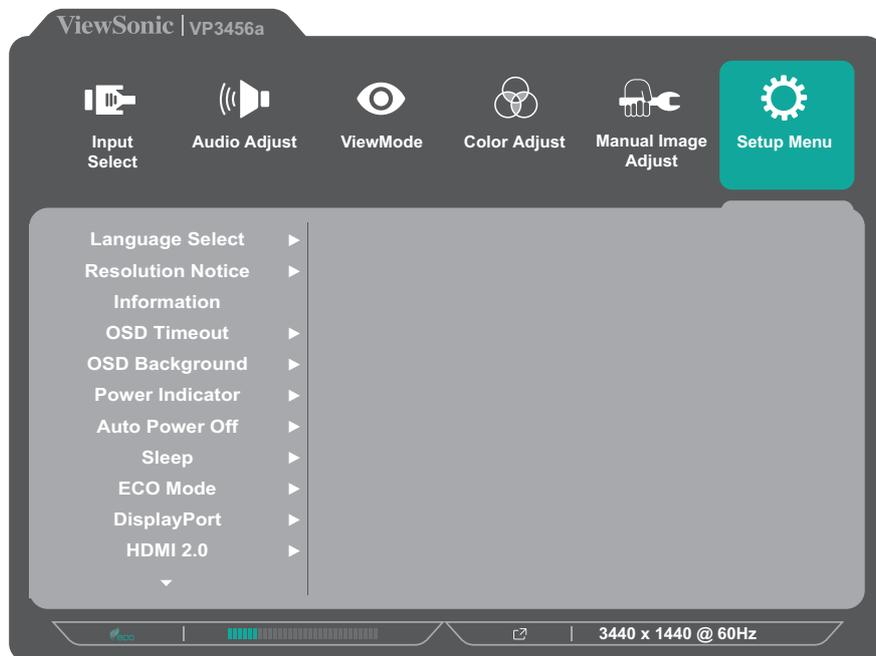 ViewSonic | VP3456a
Input
Select
Audio Adjust
ViewMode
Color Adjust
Manual Image
Adjust
Setup Menu
Language Select
Resolution Notice
Information
OSD Timeout
OSD Background
Power Indicator
Auto Power Off
Sleep
ECO Mode
DisplayPort
HDMI 2.0
eco
3440 x 1440 @ 60Hz